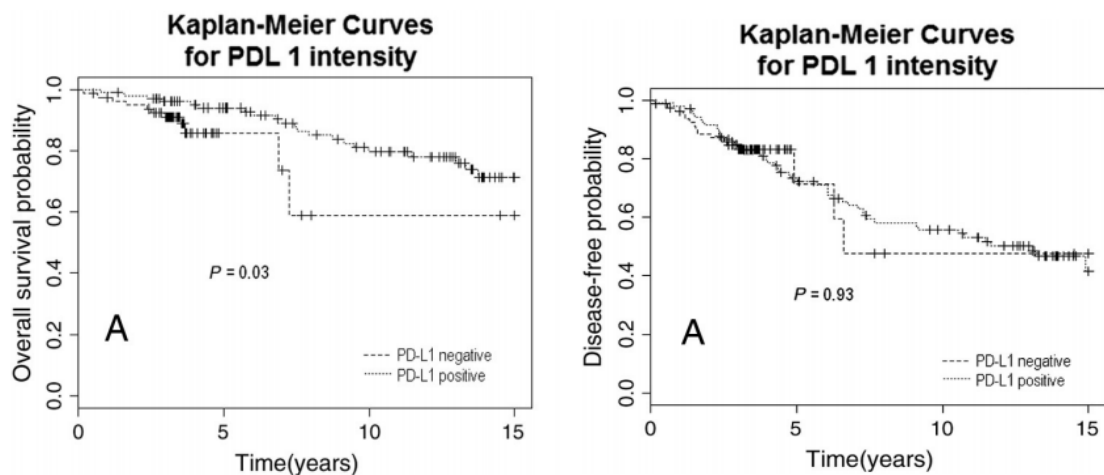 Kaplan-Meier Curves
for PDL 1 intensity
Overall survival probability
1.0
0.8
0.6
0.4
0.2
0.0
P = 0.03
A
PD-L1 negative
PD-L1 positive
0 5 10 15
Time(years)
Kaplan-Meier Curves
for PDL 1 intensity
Disease-free probability
1.0
0.8
0.6
0.4
0.2
0.0
P = 0.93
A
PD-L1 negative
PD-L1 positive
0 5 10 15
Time(years)